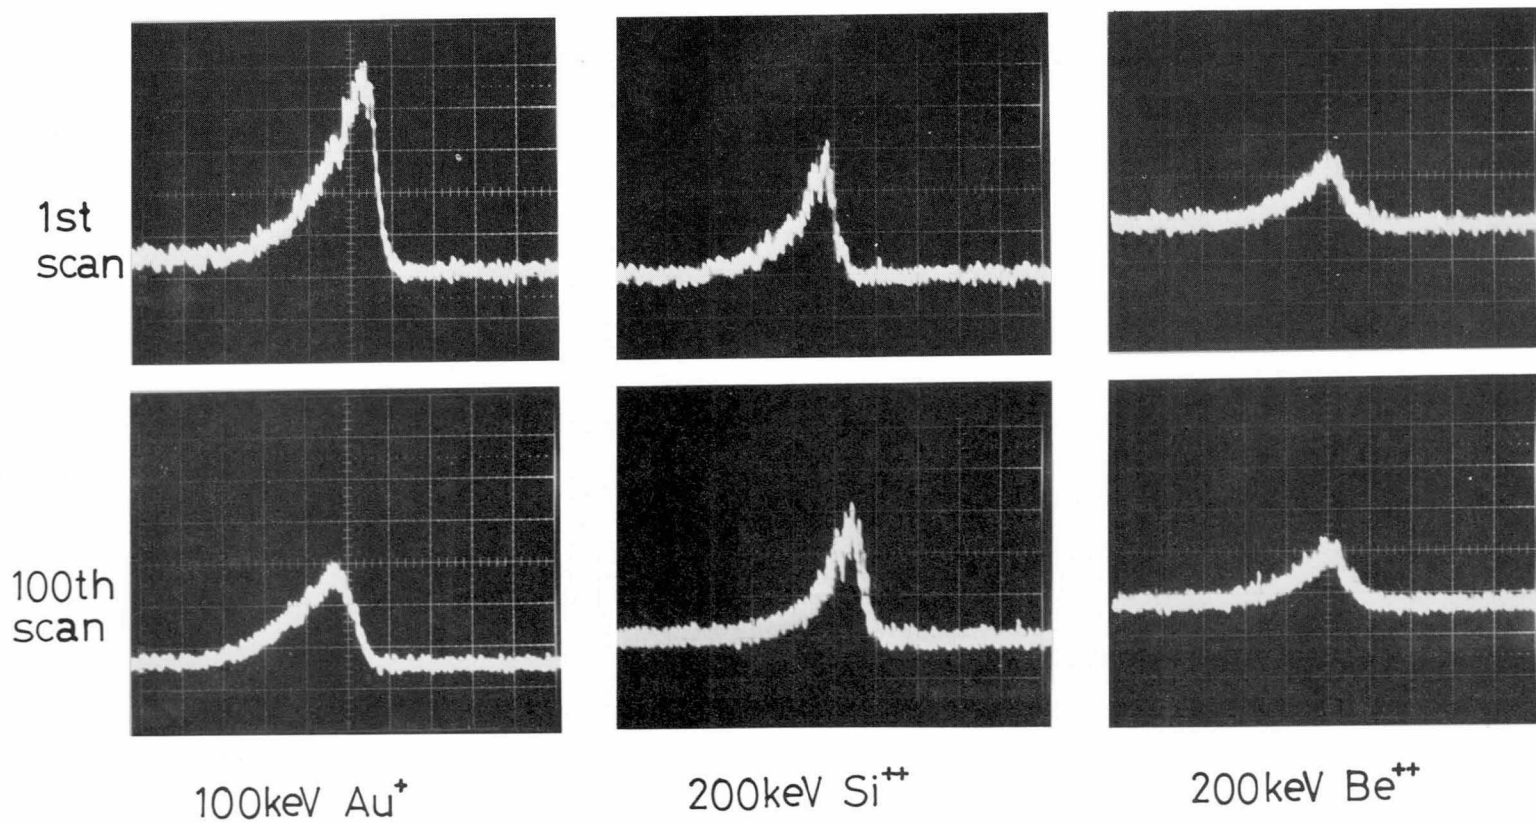 1st
scan
100th
scan
100keV Au⁺
200keV Si⁺⁺
200keV Be⁺⁺